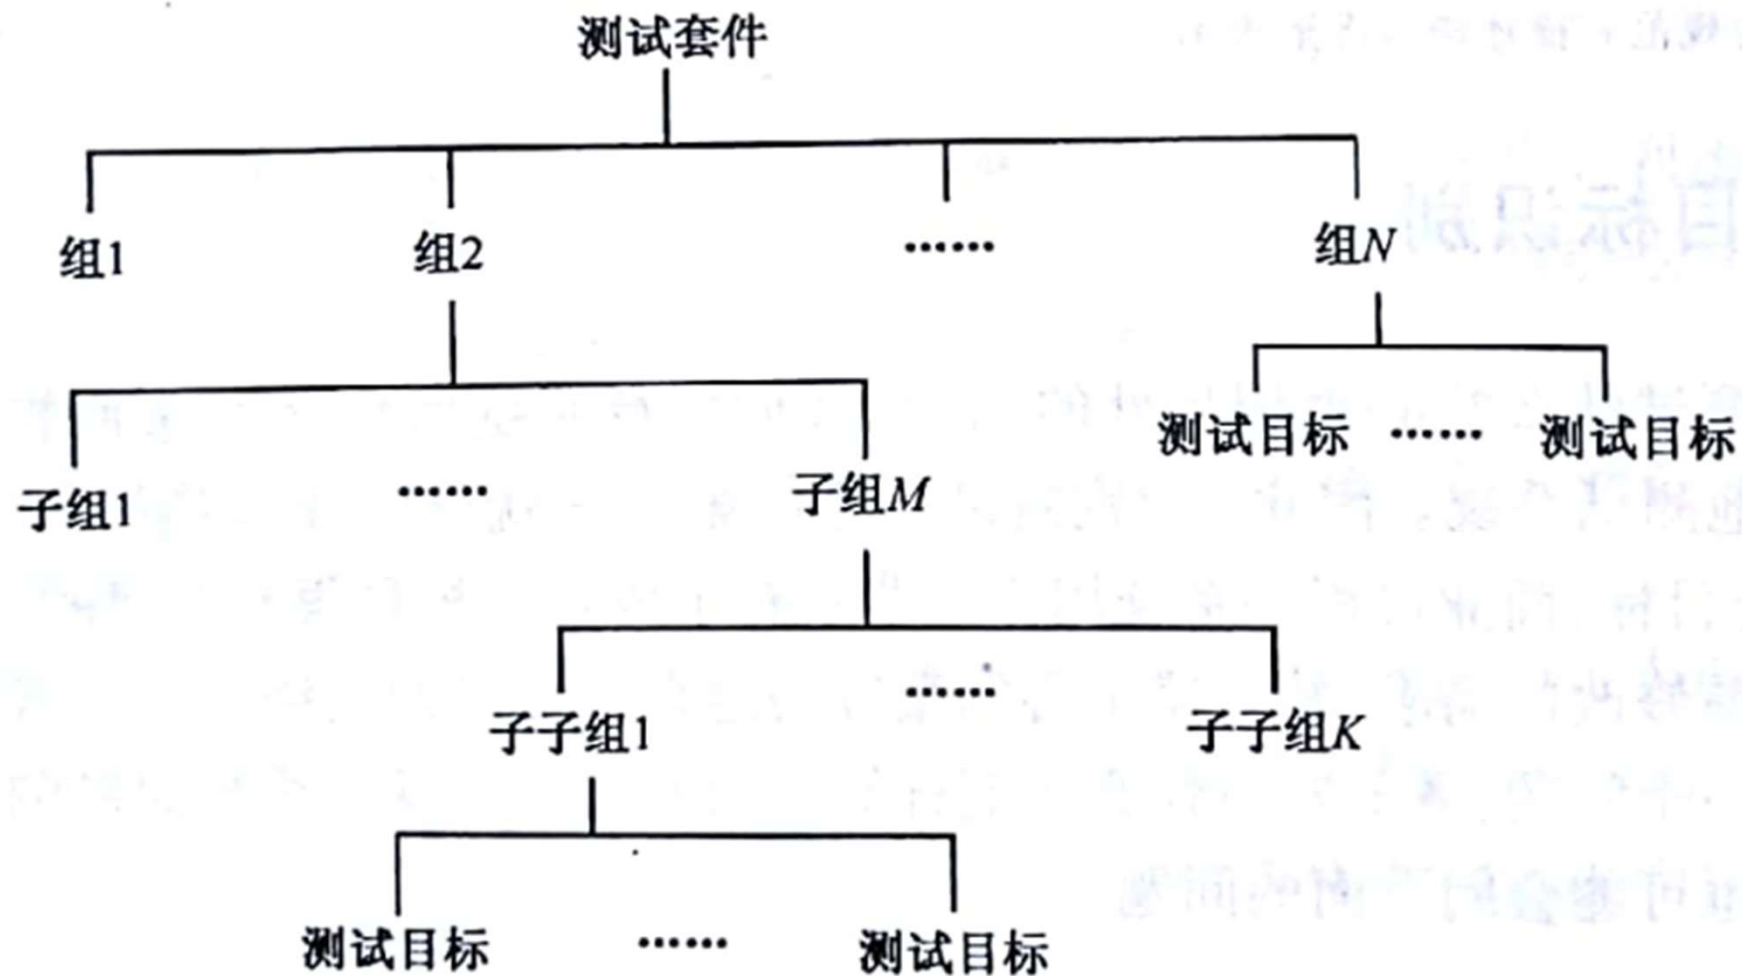 测试套件
组1 组2 …… 组N
测试目标 …… 测试目标
子组1 …… 子组M
子子组1 …… 子子组K
测试目标 …… 测试目标